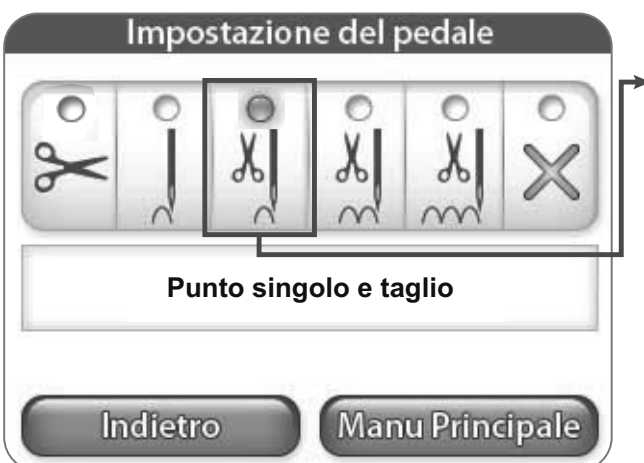 Impostazione del pedale
Punto singolo e taglio
Indietro
Manu Principale